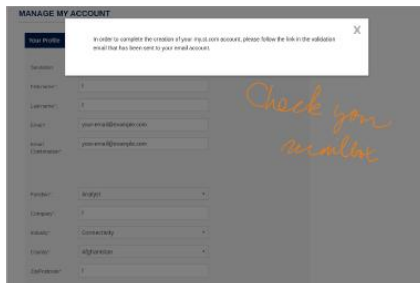 MANAGE MY ACCOUNT
Your Profile
X
In order to complete the creation of your my.st.com account, please follow the link in the validation
email that has been sent to your email account.
Salutation
First name*
f
Last name*
f
Email*
your-email@example.com
Email
Confirmation*
your-email@example.com
Check your
Function*
Analyst
Company*
f
Industry*
Connectivity
Country*
Afghanistan
Zip/Postcode*
f